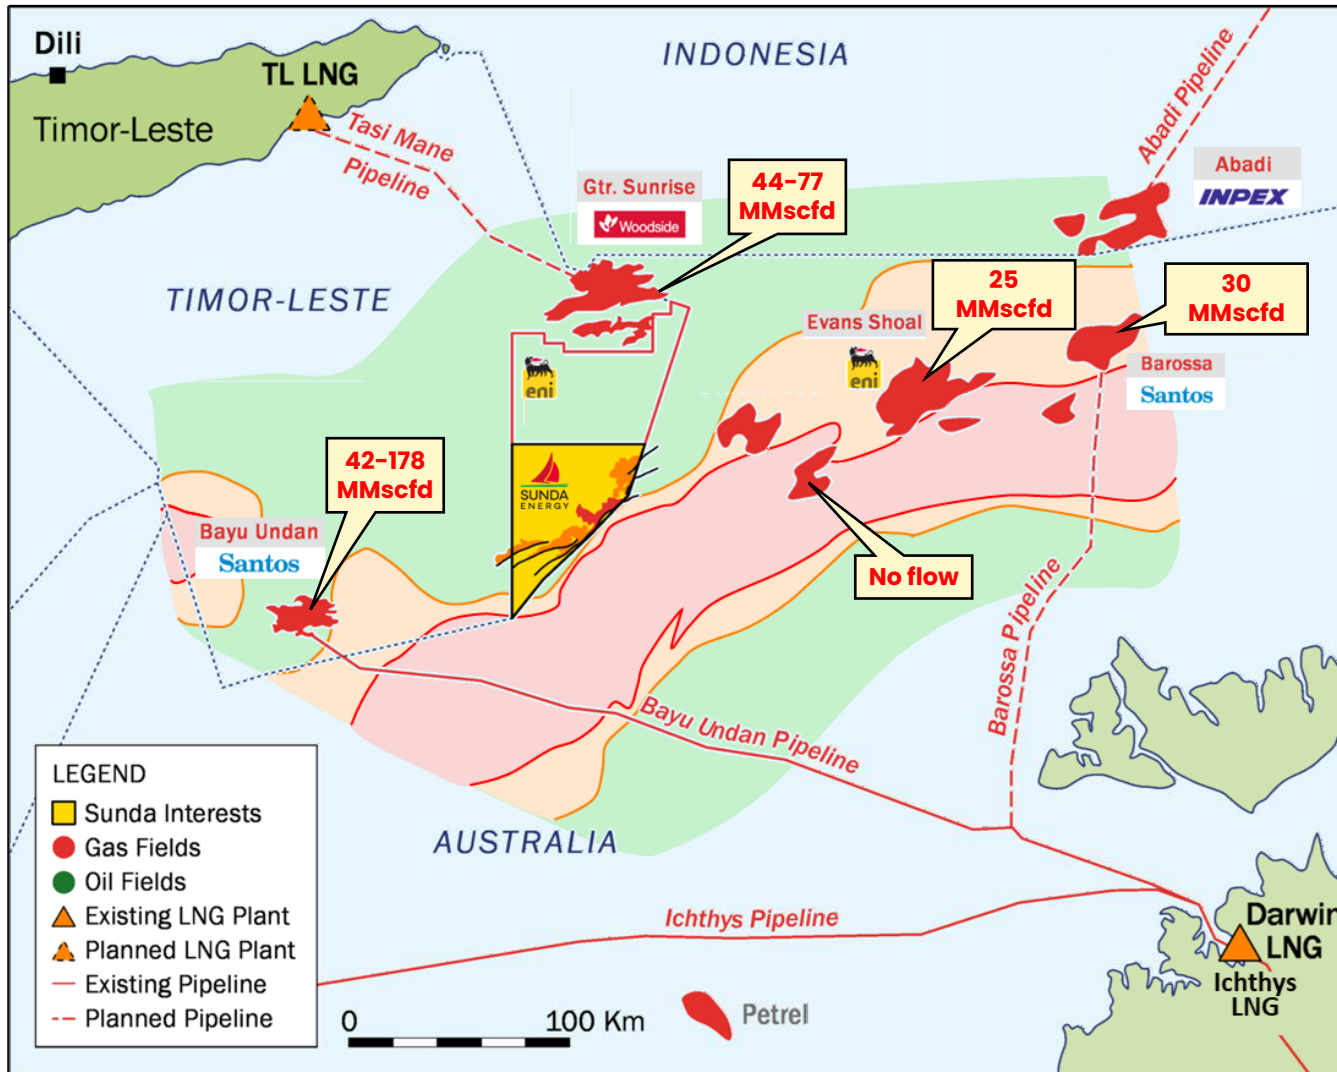 Dili
TL LNG
Timor-Leste
Tasi Mane
Pipeline
INDONESIA
Abadi Pipeline
Gtr. Sunrise
Woodside
44-77
MMscfd
Abadi
INPEX
TIMOR-LESTE
25
MMscfd
30
MMscfd
Evans Shoal
eni
eni
Barossa
Santos
42-178
MMscfd
SUNDA
ENERGY
Bayu Undan
Santos
No flow
Barossa Pipeline
Bayu Undan Pipeline
AUSTRALIA
LEGEND
Sunda Interests
Gas Fields
Oil Fields
Existing LNG Plant
Planned LNG Plant
Existing Pipeline
Planned Pipeline
Ichthys Pipeline
Darwin
LNG
Ichthys
LNG
0 100 Km
Petrel